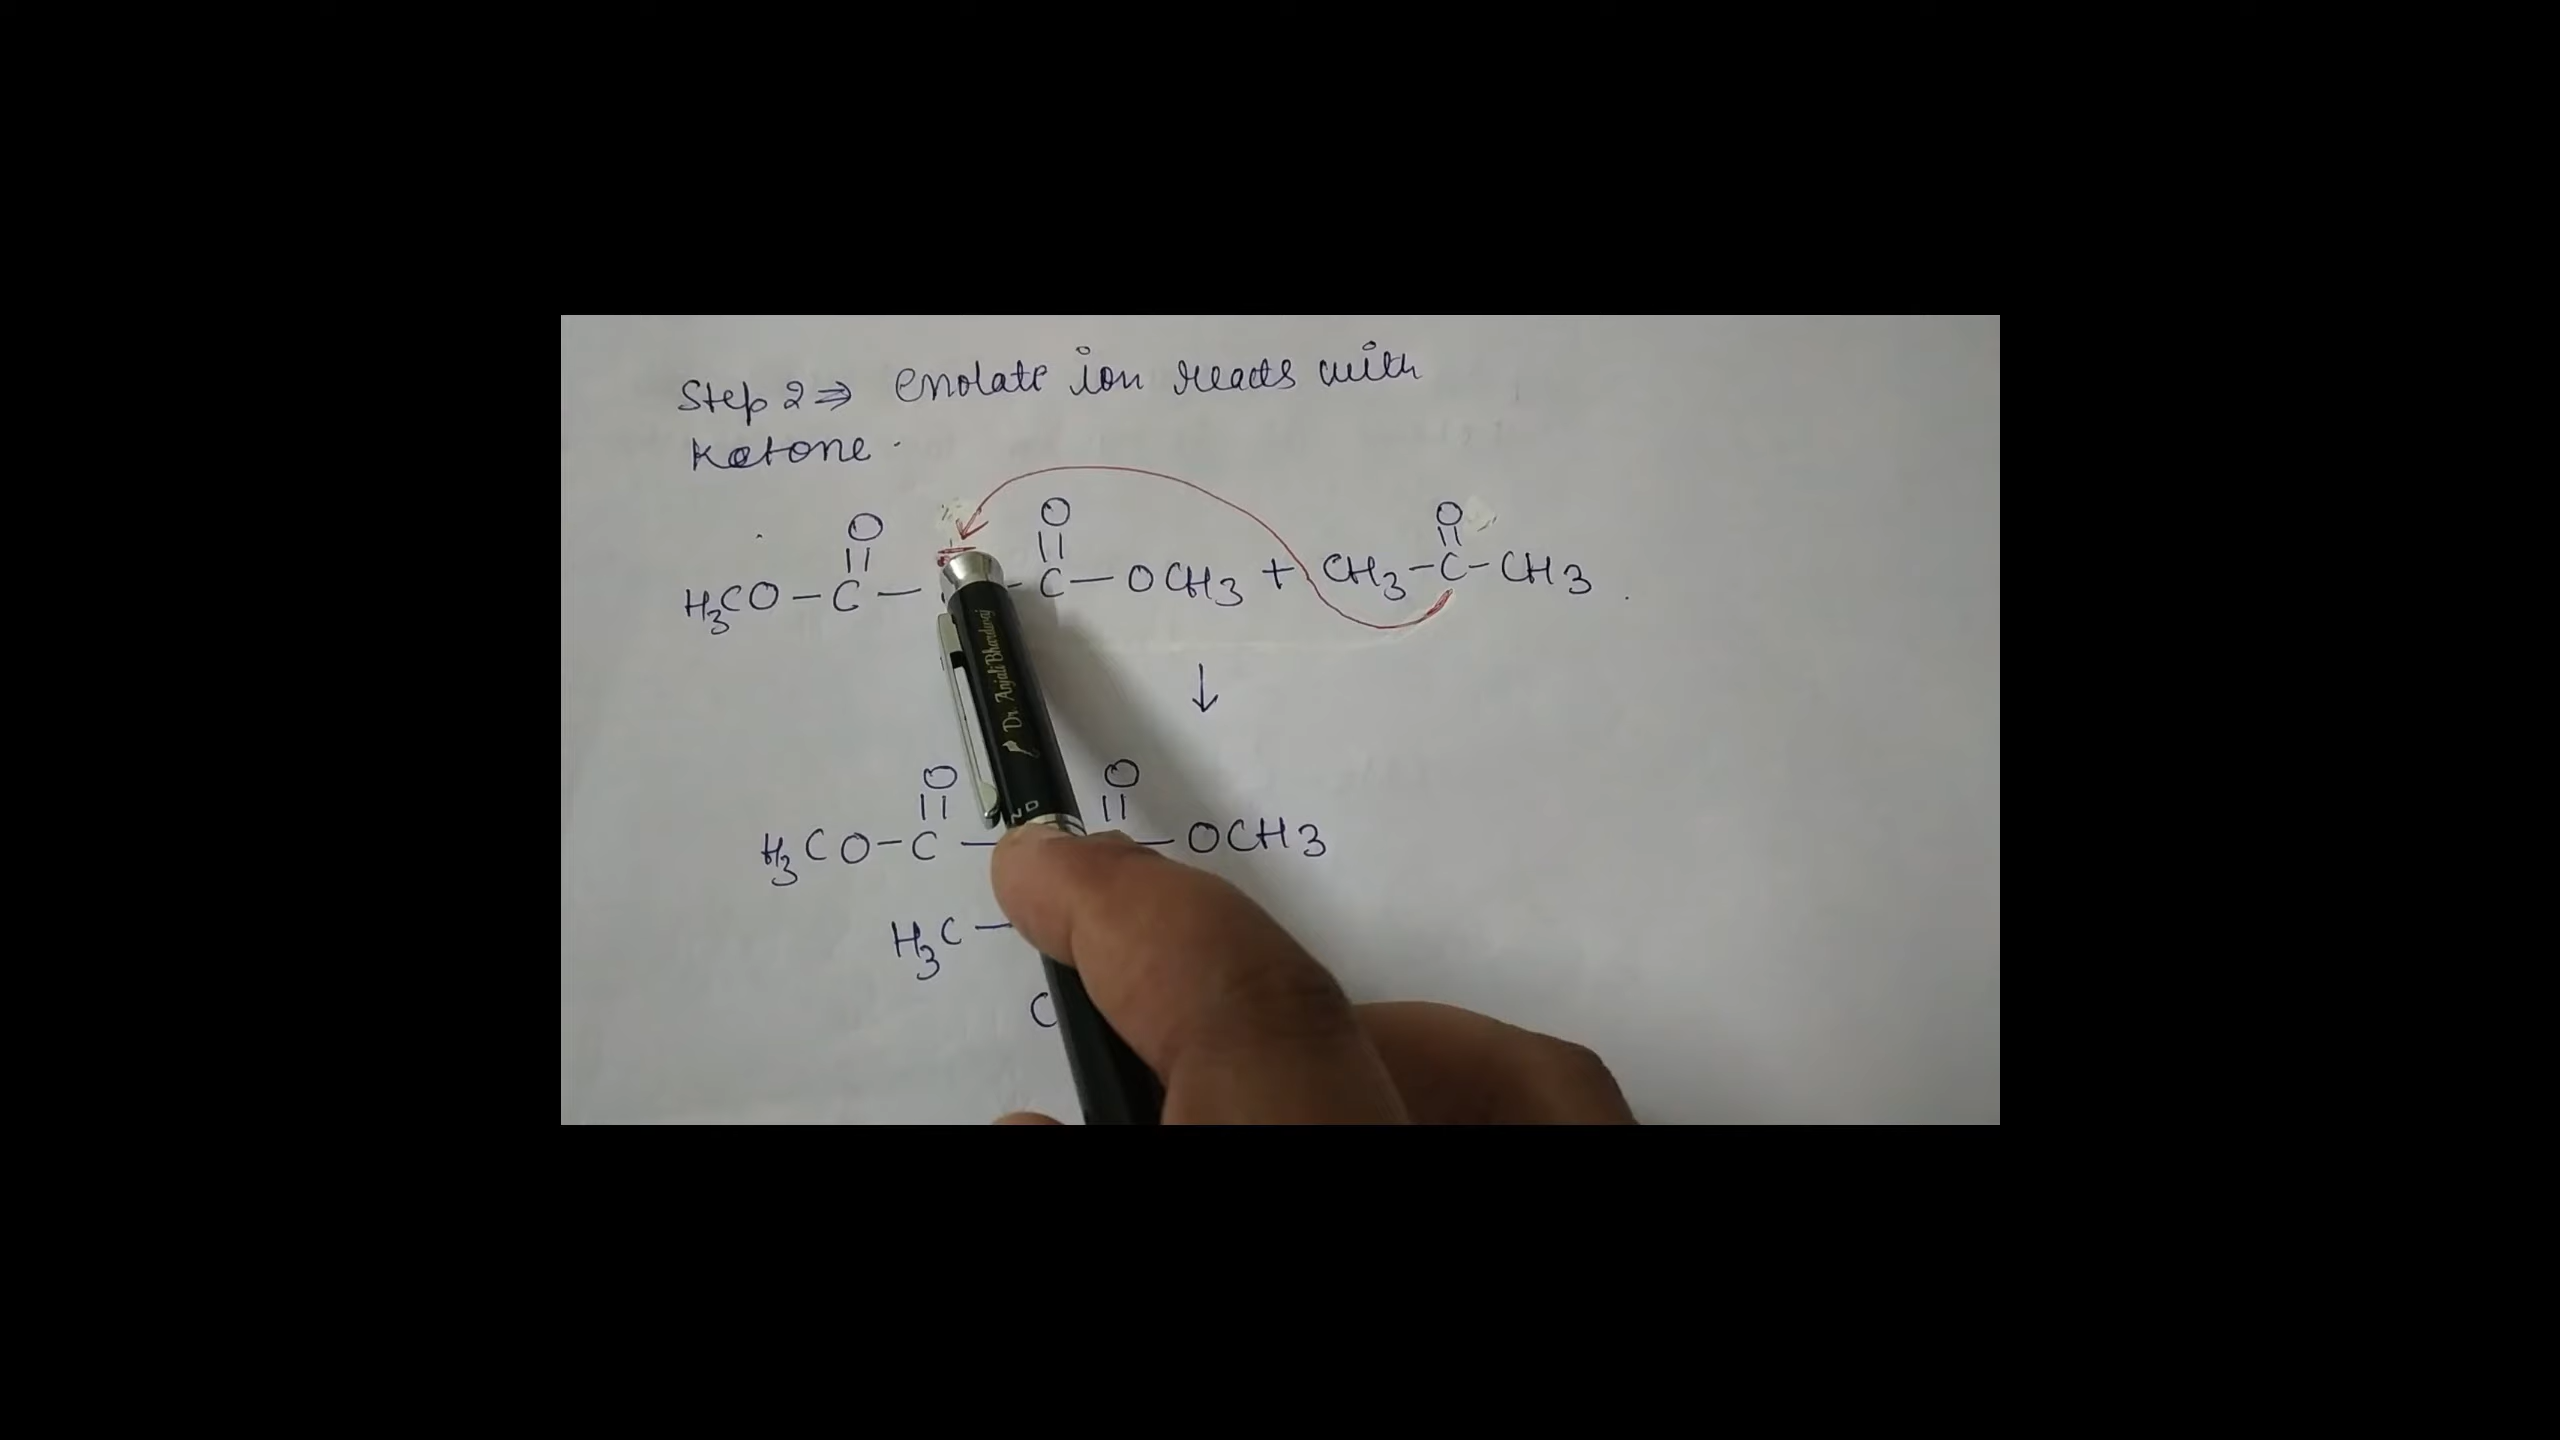 Step 2 ⇒ enolate ion reacts with
Ketone .
O O O
H3CO – C – – C – OCH3 + CH3 – C – CH3
↓
O O
H3CO – C – – OCH3
H3C –
C
Dr. Anjali Bhardwaj